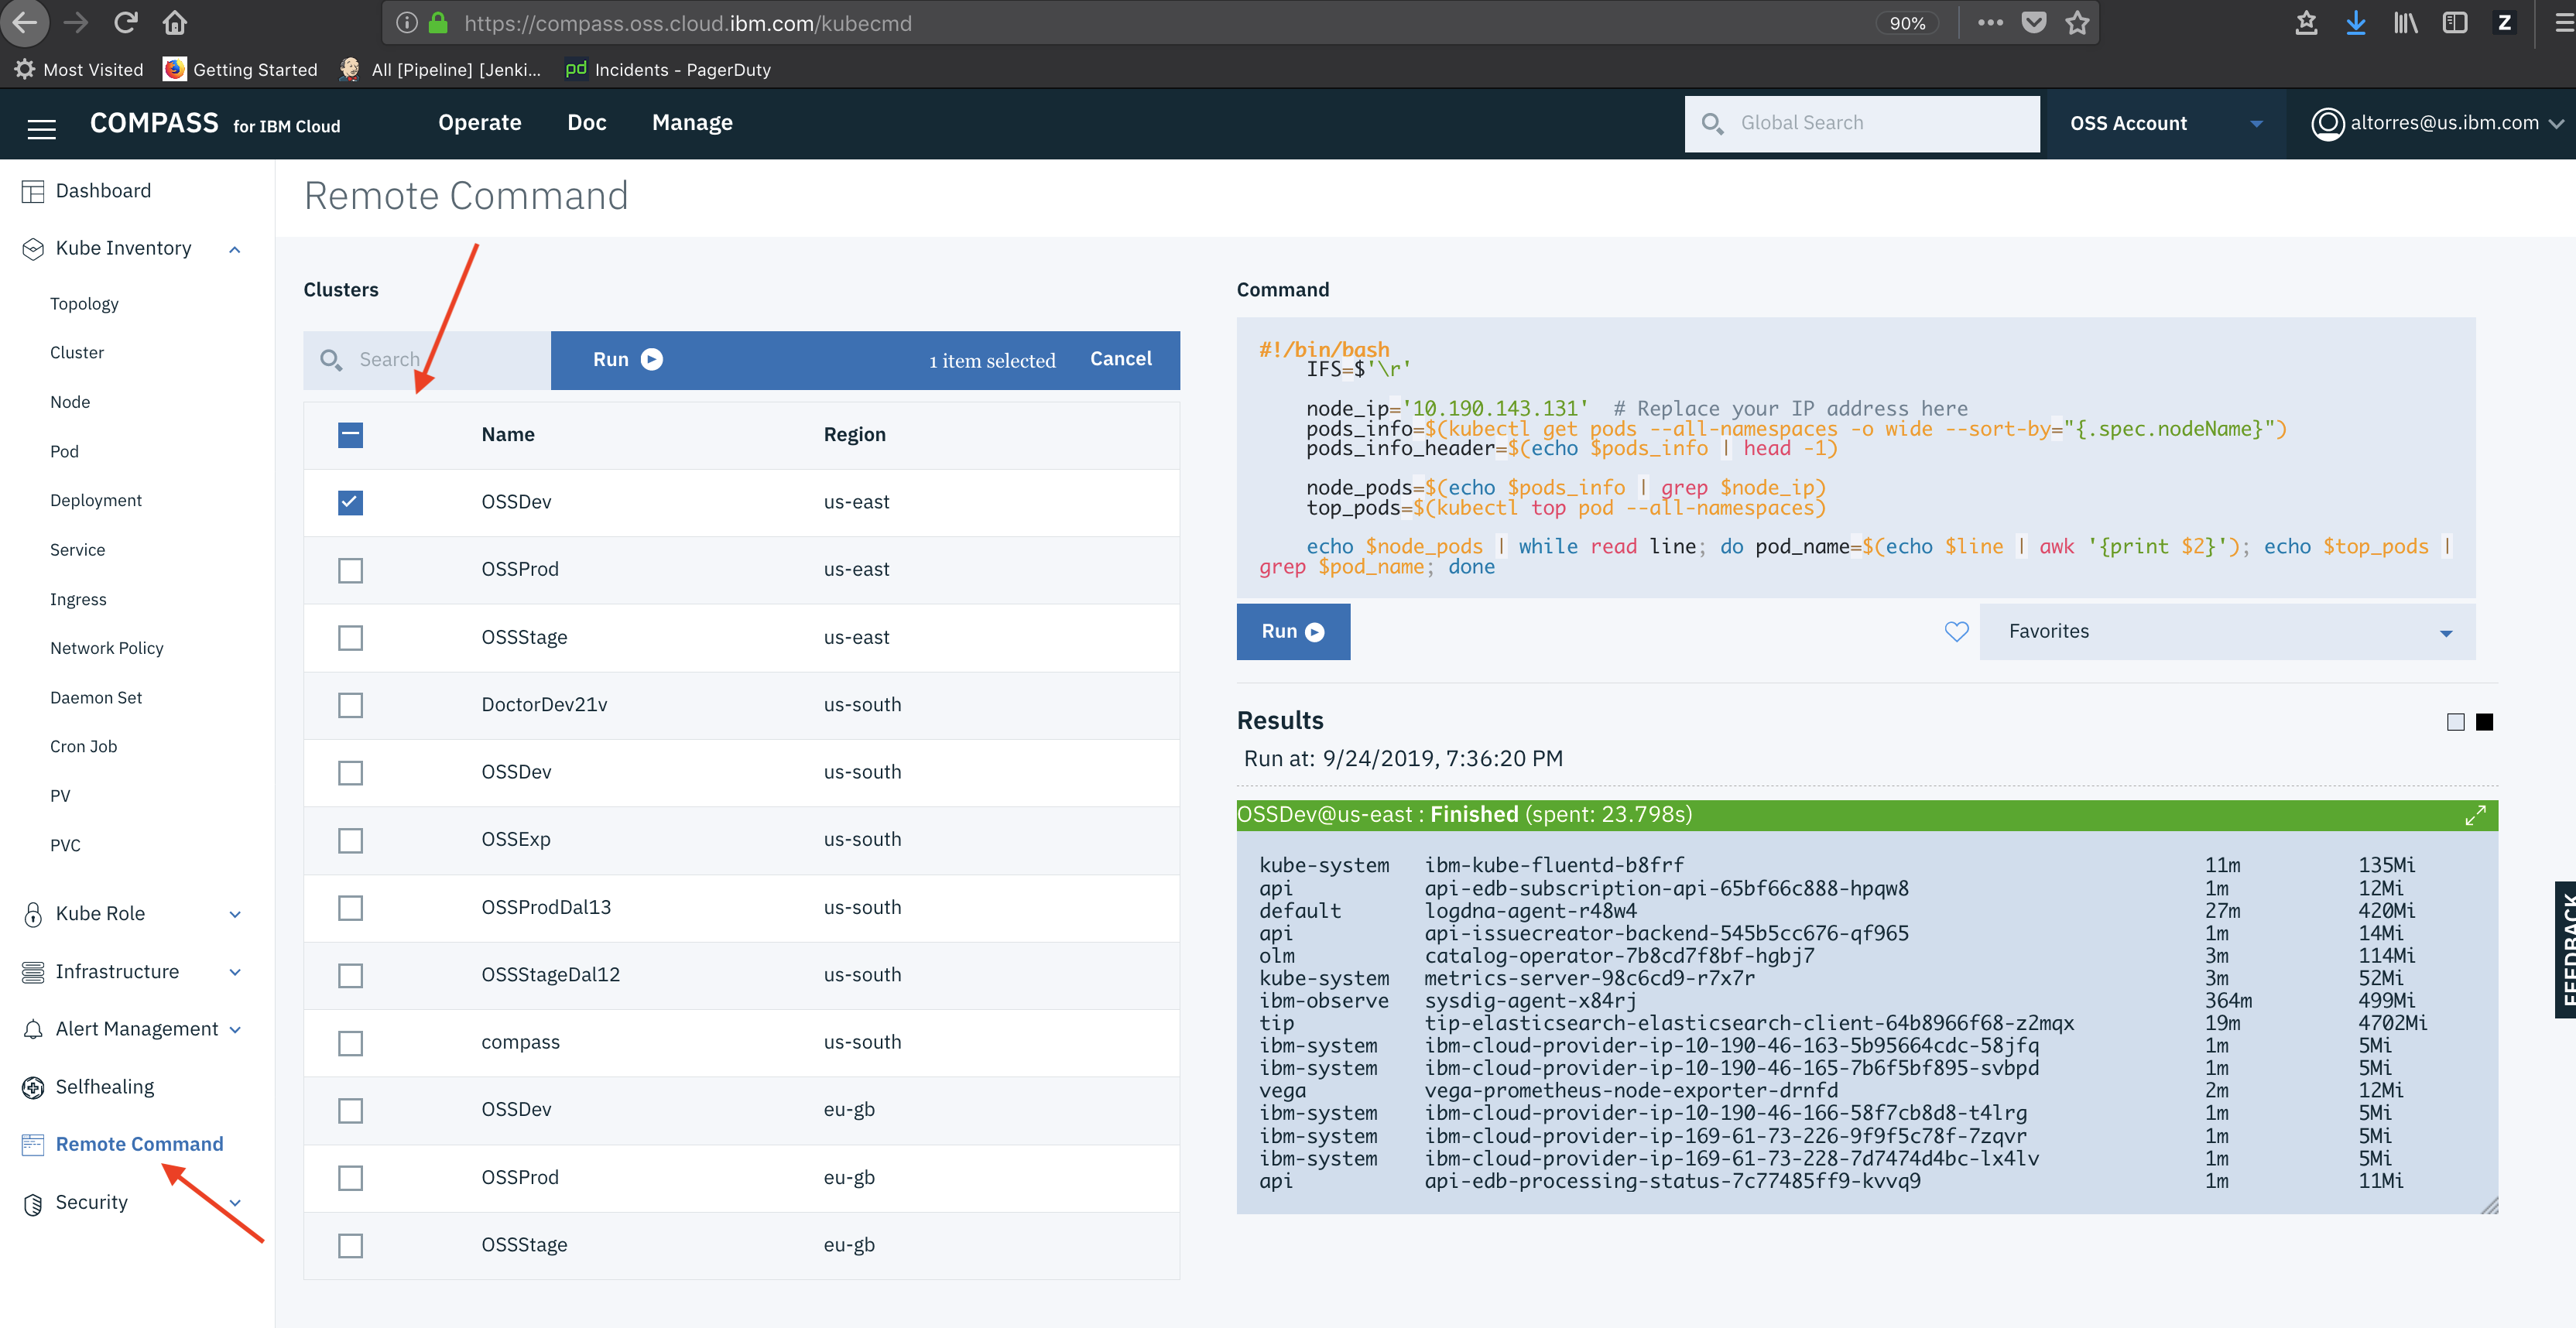 https://compass.oss.cloud.ibm.com/kubecmd
90%
Z
Most Visited
Getting Started
All [Pipeline] [Jenki...
pd Incidents - PagerDuty
COMPASS for IBM Cloud
Operate
Doc
Manage
Global Search
OSS Account
altorres@us.ibm.com
Dashboard
Kube Inventory
Topology
Cluster
Node
Pod
Deployment
Service
Ingress
Network Policy
Daemon Set
Cron Job
PV
PVC
Kube Role
Infrastructure
Alert Management
Selfhealing
Remote Command
Security
Remote Command
Clusters
Search
Run
1 item selected
Cancel
Name Region
OSSDev us-east
OSSProd us-east
OSSStage us-east
DoctorDev21v us-south
OSSDev us-south
OSSExp us-south
OSSProdDal13 us-south
OSSStageDal12 us-south
compass us-south
OSSDev eu-gb
OSSProd eu-gb
OSSStage eu-gb
Command
#!/bin/bash
IFS=$'\r'
node_ip='10.190.143.131' # Replace your IP address here
pods_info=$(kubectl get pods --all-namespaces -o wide --sort-by="{.spec.nodeName}")
pods_info_header=$(echo $pods_info | head -1)
node_pods=$(echo $pods_info | grep $node_ip)
top_pods=$(kubectl top pod --all-namespaces)
echo $node_pods | while read line; do pod_name=$(echo $line | awk '{print $2}'); echo $top_pods |
grep $pod_name; done
Run
Favorites
Results
Run at: 9/24/2019, 7:36:20 PM
OSSDev@us-east : Finished (spent: 23.798s)
kube-system ibm-kube-fluentd-b8frf 11m 135Mi
api api-edb-subscription-api-65bf66c888-hpqw8 1m 12Mi
default logdna-agent-r48w4 27m 420Mi
api api-issuecreator-backend-545b5cc676-qf965 1m 14Mi
olm catalog-operator-7b8cd7f8bf-hgbj7 3m 114Mi
kube-system metrics-server-98c6cd9-r7x7r 3m 52Mi
ibm-observe sysdig-agent-x84rj 364m 499Mi
tip tip-elasticsearch-elasticsearch-client-64b8966f68-z2mqx 19m 4702Mi
ibm-system ibm-cloud-provider-ip-10-190-46-163-5b95664cdc-58jfq 1m 5Mi
ibm-system ibm-cloud-provider-ip-10-190-46-165-7b6f5bf895-svbpd 1m 5Mi
vega vega-prometheus-node-exporter-drnfd 2m 12Mi
ibm-system ibm-cloud-provider-ip-10-190-46-166-58f7cb8d8-t4lrg 1m 5Mi
ibm-system ibm-cloud-provider-ip-169-61-73-226-9f9f5c78f-7zqvr 1m 5Mi
ibm-system ibm-cloud-provider-ip-169-61-73-228-7d7474d4bc-lx4lv 1m 5Mi
api api-edb-processing-status-7c77485ff9-kvvq9 1m 11Mi
FEEDBACK